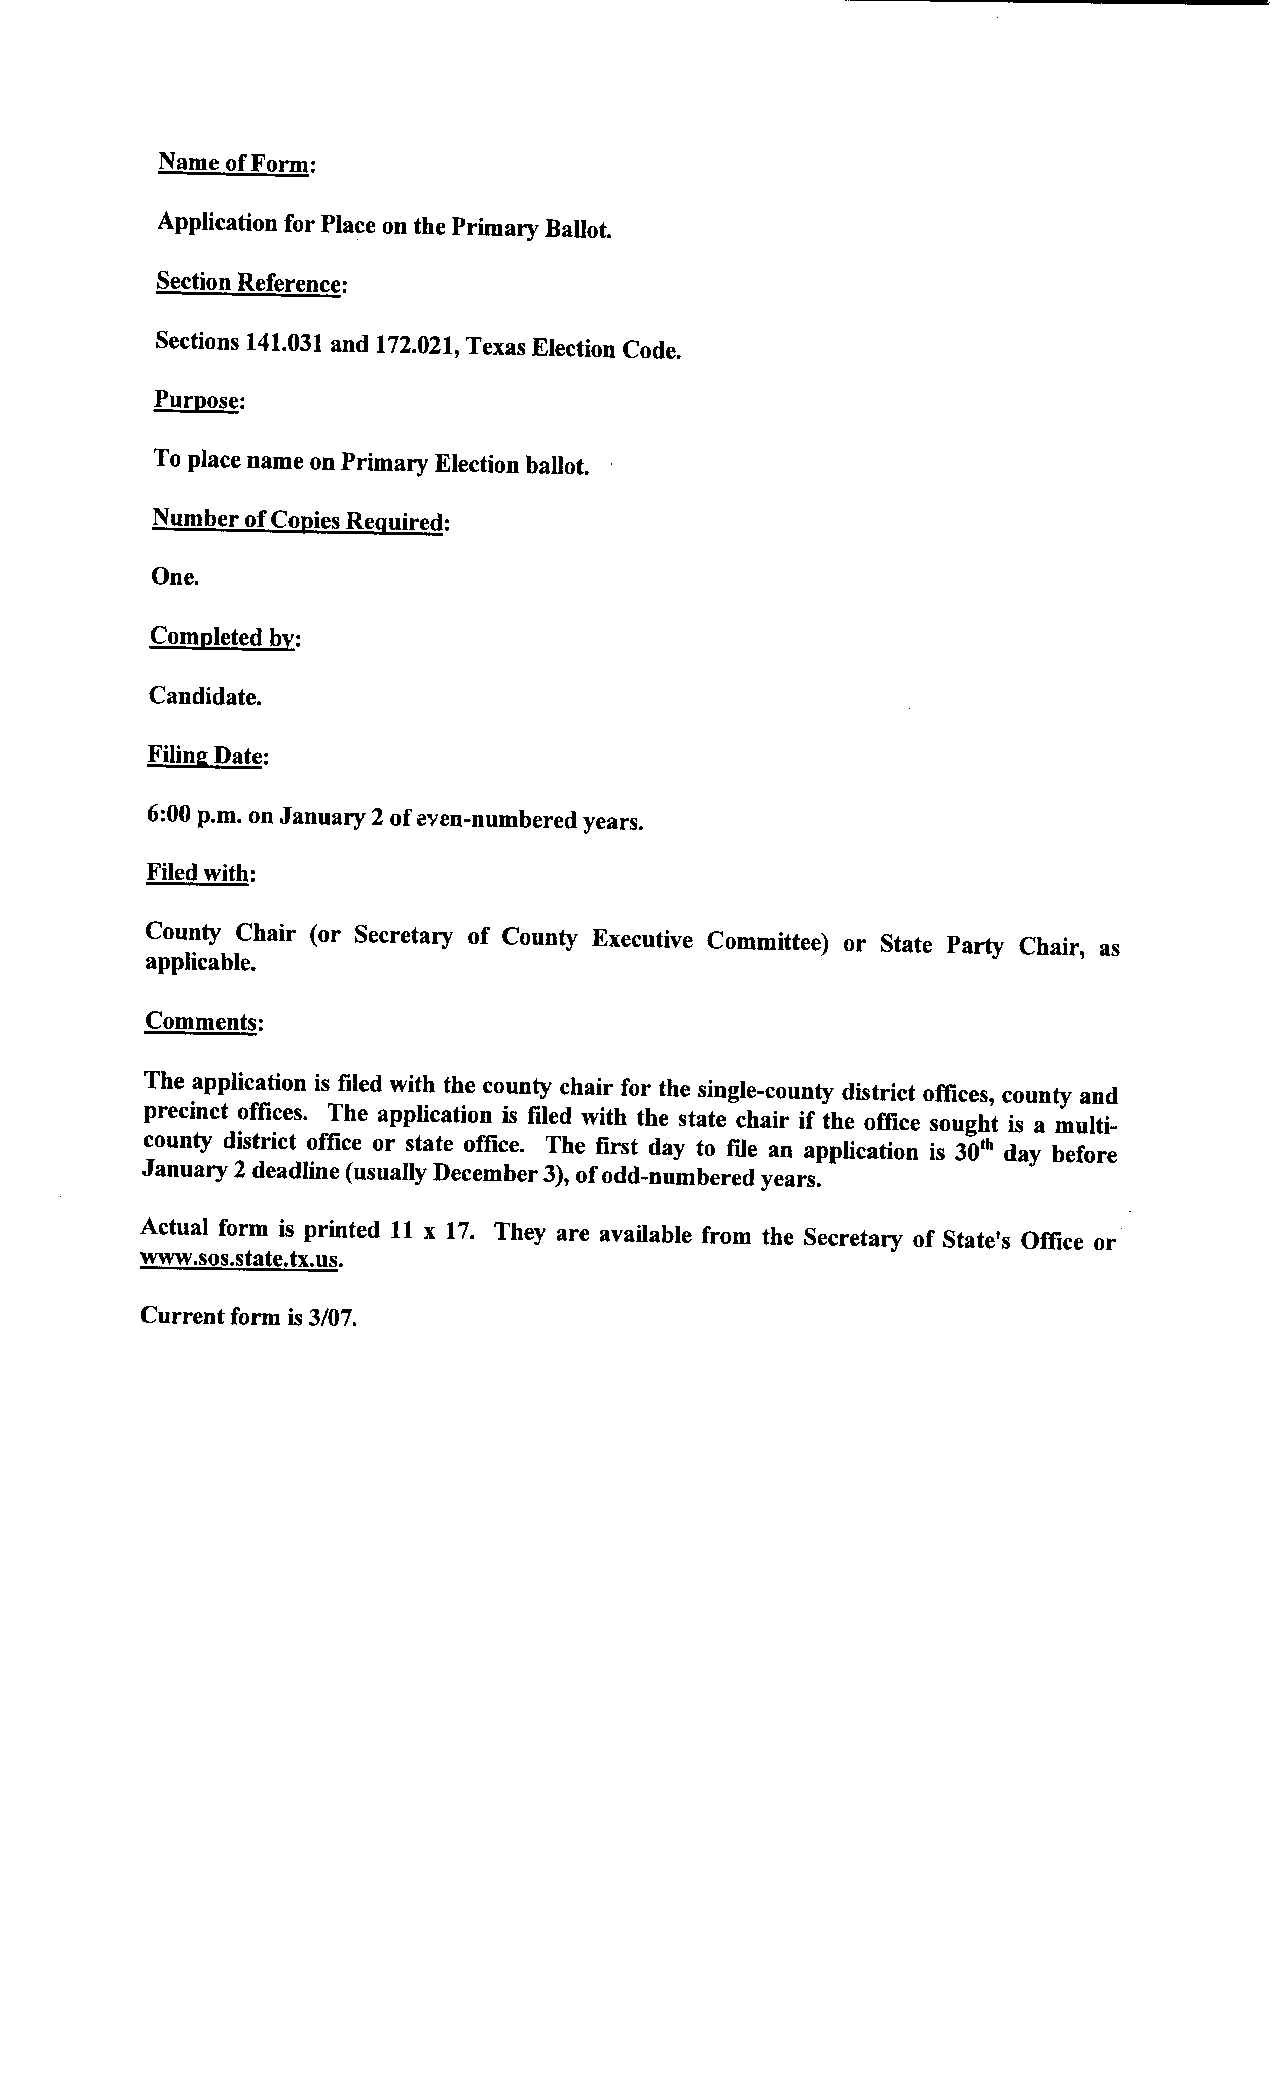 Name of Form:
Application for Place on the Primary Ballot.
Section Reference:
Sections 141.031 and 172.021, Texas Election Code.
Purpose:
To place name on Primary Election ballot.
Number of Copies Required:
One.
Completed by:
Candidate.
Filing Date:
6:00 p.m. on January 2 of even-numbered years.
Filed with:
County Chair (or Secretary of County Executive Committee) or State Party Chair, as
applicable.
Comments:
The application is filed with the county chair for the single-county district offices, county and
precinct offices. The application is filed with the state chair if the office sought is a multi-
county district office or state office. The first day to file an application is 30th day before
January 2 deadline (usually December 3), of odd-numbered years.
Actual form is printed 11 x 17. They are available from the Secretary of State's Office or
www.sos.state.tx.us.
Current form is 3/07.